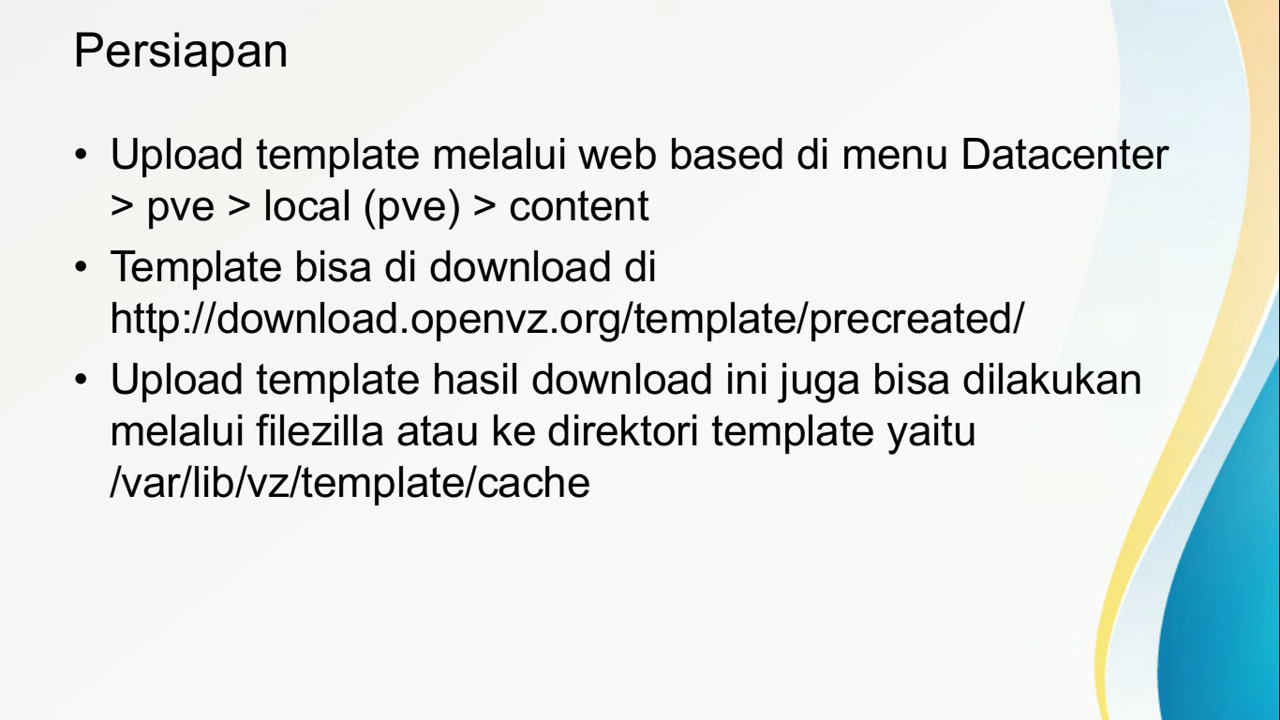 Persiapan
• Upload template melalui web based di menu Datacenter
> pve > local (pve) > content
• Template bisa di download di
http://download.openvz.org/template/precreated/
• Upload template hasil download ini juga bisa dilakukan
melalui filezilla atau ke direktori template yaitu
/var/lib/vz/template/cache